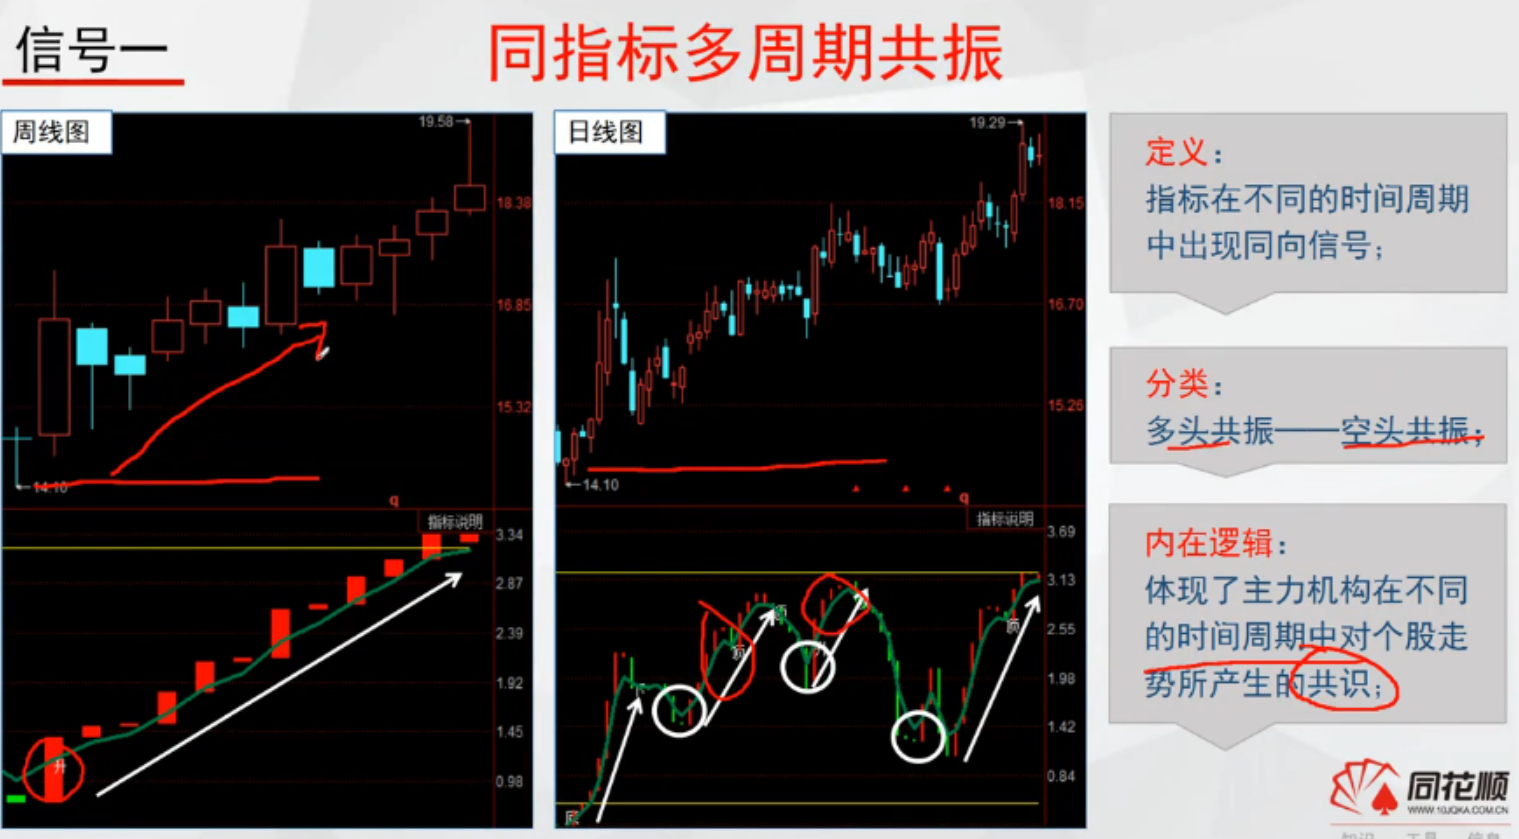 信号一
同指标多周期共振
周线图
19.58
18.38
16.85
15.32
14.10
q
指标说明
3.34
2.87
2.39
1.92
1.45
0.98
升
日线图
19.29
18.15
16.70
15.26
14.10
q
指标说明
3.69
3.13
2.55
1.98
1.42
0.84
顶
顶
底
定义：
指标在不同的时间周期
中出现同向信号；
分类：
多头共振——空头共振；
内在逻辑：
体现了主力机构在不同
的时间周期中对个股走
势所产生的共识；
同花顺
WWW.10JQKA.COM.CN